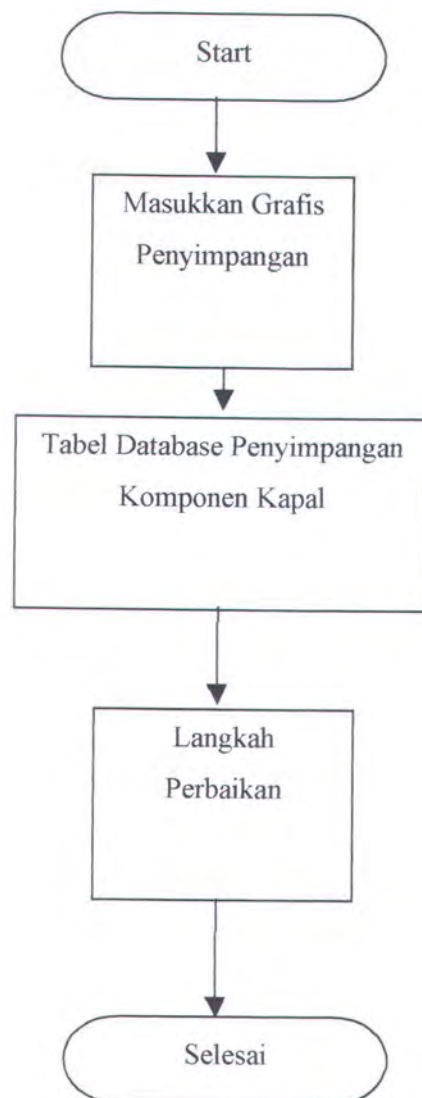 Start
Masukkan Grafis
Penyimpangan
Tabel Database Penyimpangan
Komponen Kapal
Langkah
Perbaikan
Selesai